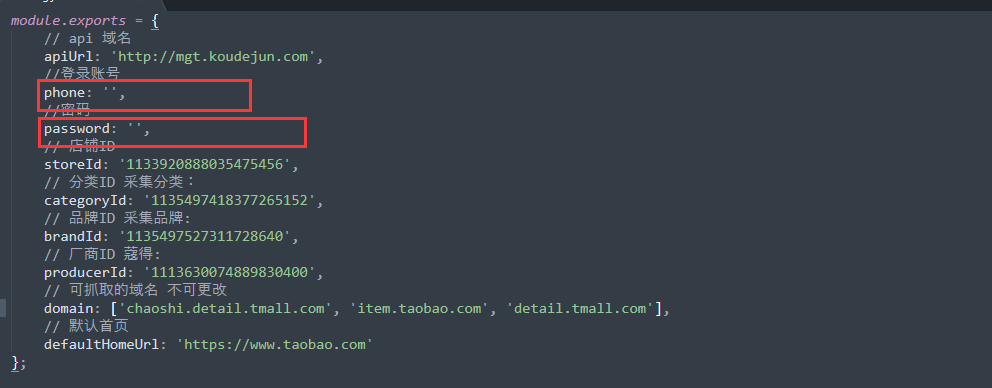 module.exports = {
// api 域名
apiUrl: 'http://mgt.koudejun.com',
//登录账号
phone: '',
//密码
password: '',
// 店铺ID
storeId: '1133920888035475456',
// 分类ID 采集分类：
categoryId: '1135497418377265152',
// 品牌ID 采集品牌:
brandId: '1135497527311728640',
// 厂商ID 蔻得:
producerId: '1113630074889830400',
// 可抓取的域名 不可更改
domain: ['chaoshi.detail.tmall.com', 'item.taobao.com', 'detail.tmall.com'],
// 默认首页
defaultHomeUrl: 'https://www.taobao.com'
};